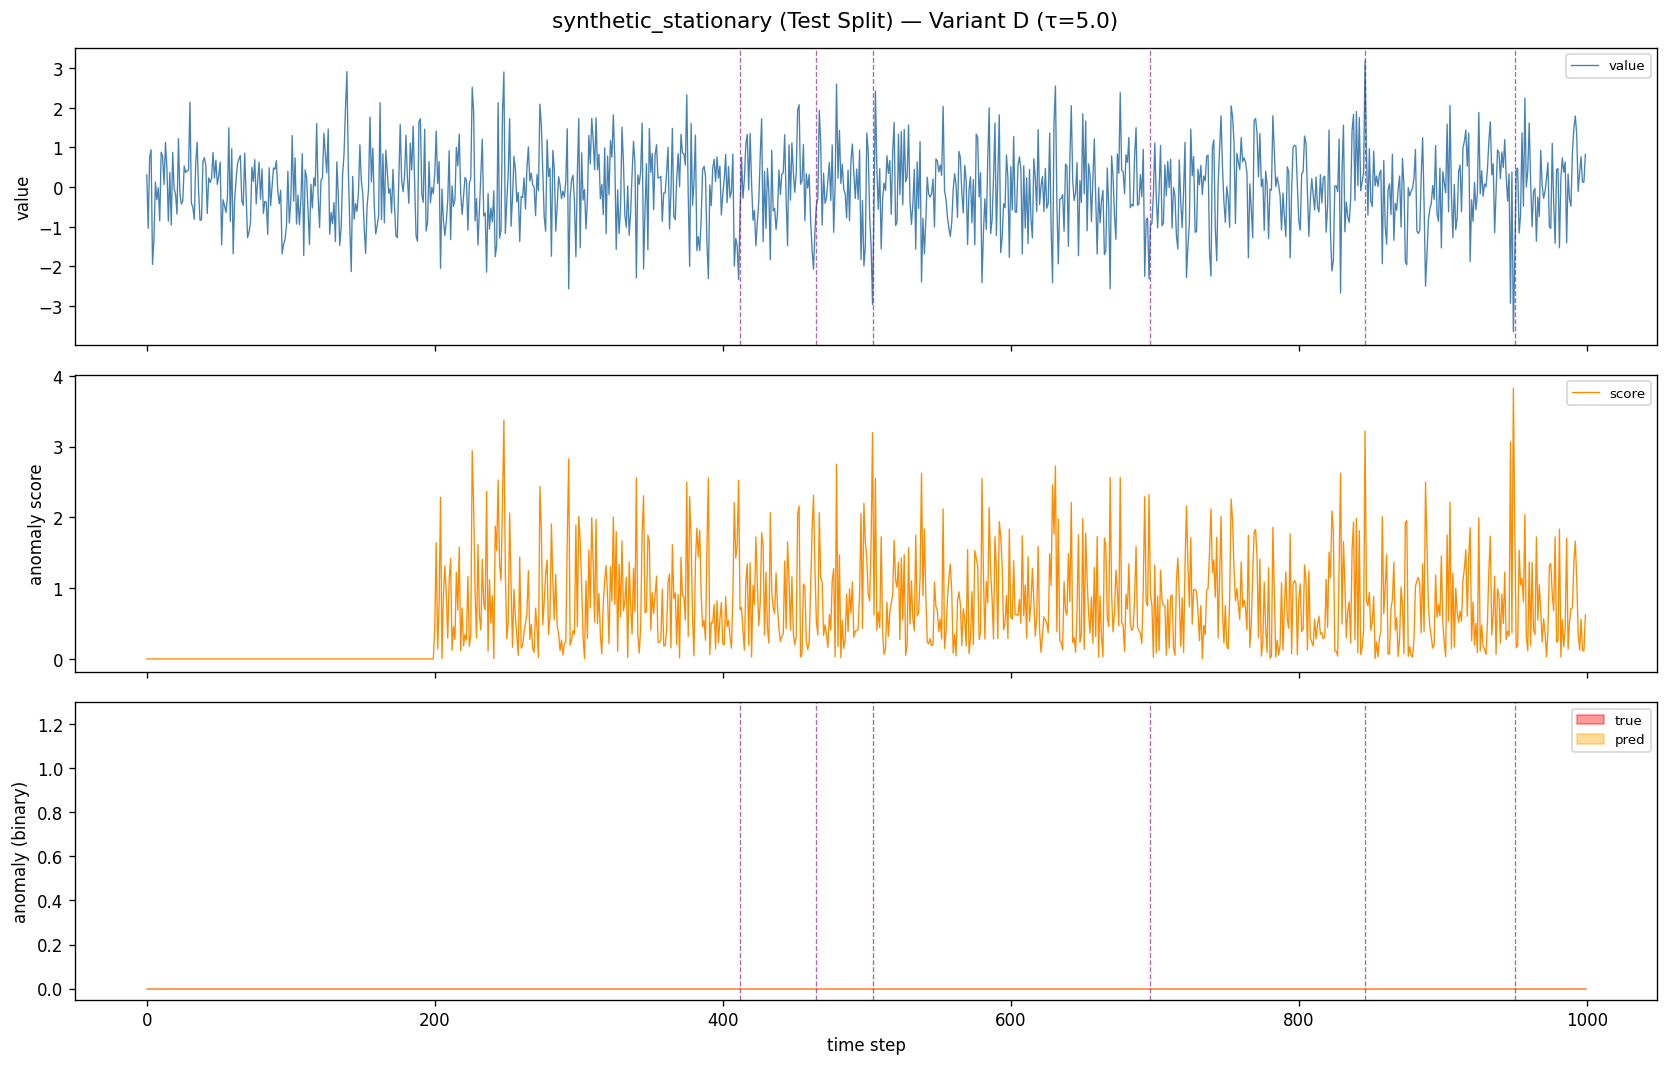 synthetic_stationary (Test Split) — Variant D (τ=5.0)
value
3
2
1
0
−1
−2
−3
value
score
4
3
2
1
0
anomaly score
true
pred
1.2
1.0
0.8
0.6
0.4
0.2
0.0
anomaly (binary)
0 200 400 600 800 1000
time step